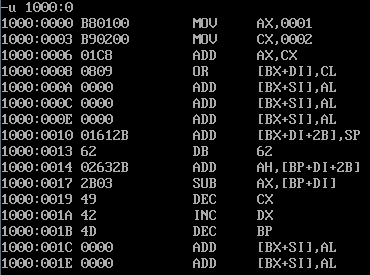 -u 1000:0
1000:0000 B80100 MOV AX,0001
1000:0003 B90200 MOV CX,0002
1000:0006 01C8 ADD AX,CX
1000:0008 0809 OR [BX+DI],CL
1000:000A 0000 ADD [BX+SI],AL
1000:000C 0000 ADD [BX+SI],AL
1000:000E 0000 ADD [BX+SI],AL
1000:0010 01612B ADD [BX+DI+2B],SP
1000:0013 62 DB 62
1000:0014 02632B ADD AH,[BP+DI+2B]
1000:0017 2B03 SUB AX,[BP+DI]
1000:0019 49 DEC CX
1000:001A 42 INC DX
1000:001B 4D DEC BP
1000:001C 0000 ADD [BX+SI],AL
1000:001E 0000 ADD [BX+SI],AL